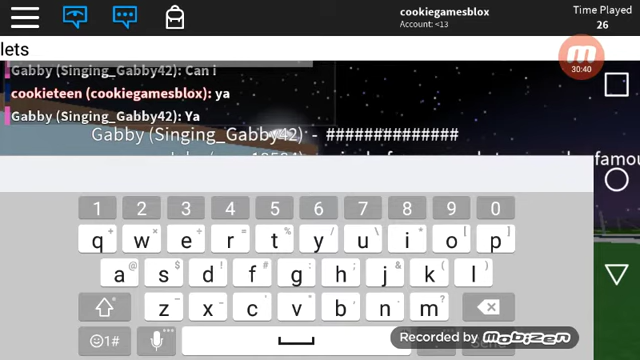 cookiegamesblox
Account: <13
Time Played
26
lets
30:40
Gabby (Singing_Gabby42): Can i
cookieteen (cookiegamesblox): ya
Gabby (Singing_Gabby42): Ya
Gabby (Singing_Gabby42) - ##############
1 2 3 4 5 6 7 8 9 0
q w e r t y u i o p
a s d f g h j k l
z x c v b n m
1#
Recorded by Mobizen